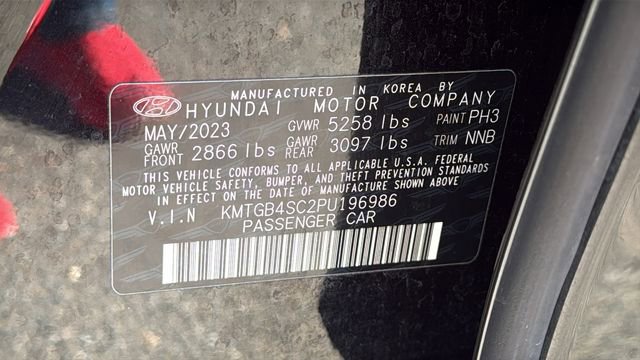 MANUFACTURED IN KOREA BY
HYUNDAI MOTOR COMPANY
MAY/2023 GVWR 5258 lbs PAINT PH3
GAWR FRONT 2866 lbs GAWR REAR 3097 lbs TRIM NNB
THIS VEHICLE CONFORMS TO ALL APPLICABLE U.S.A. FEDERAL
MOTOR VEHICLE SAFETY, BUMPER, AND THEFT PREVENTION STANDARDS
IN EFFECT ON THE DATE OF MANUFACTURE SHOWN ABOVE
V.I.N KMTGB4SC2PU196986
PASSENGER CAR